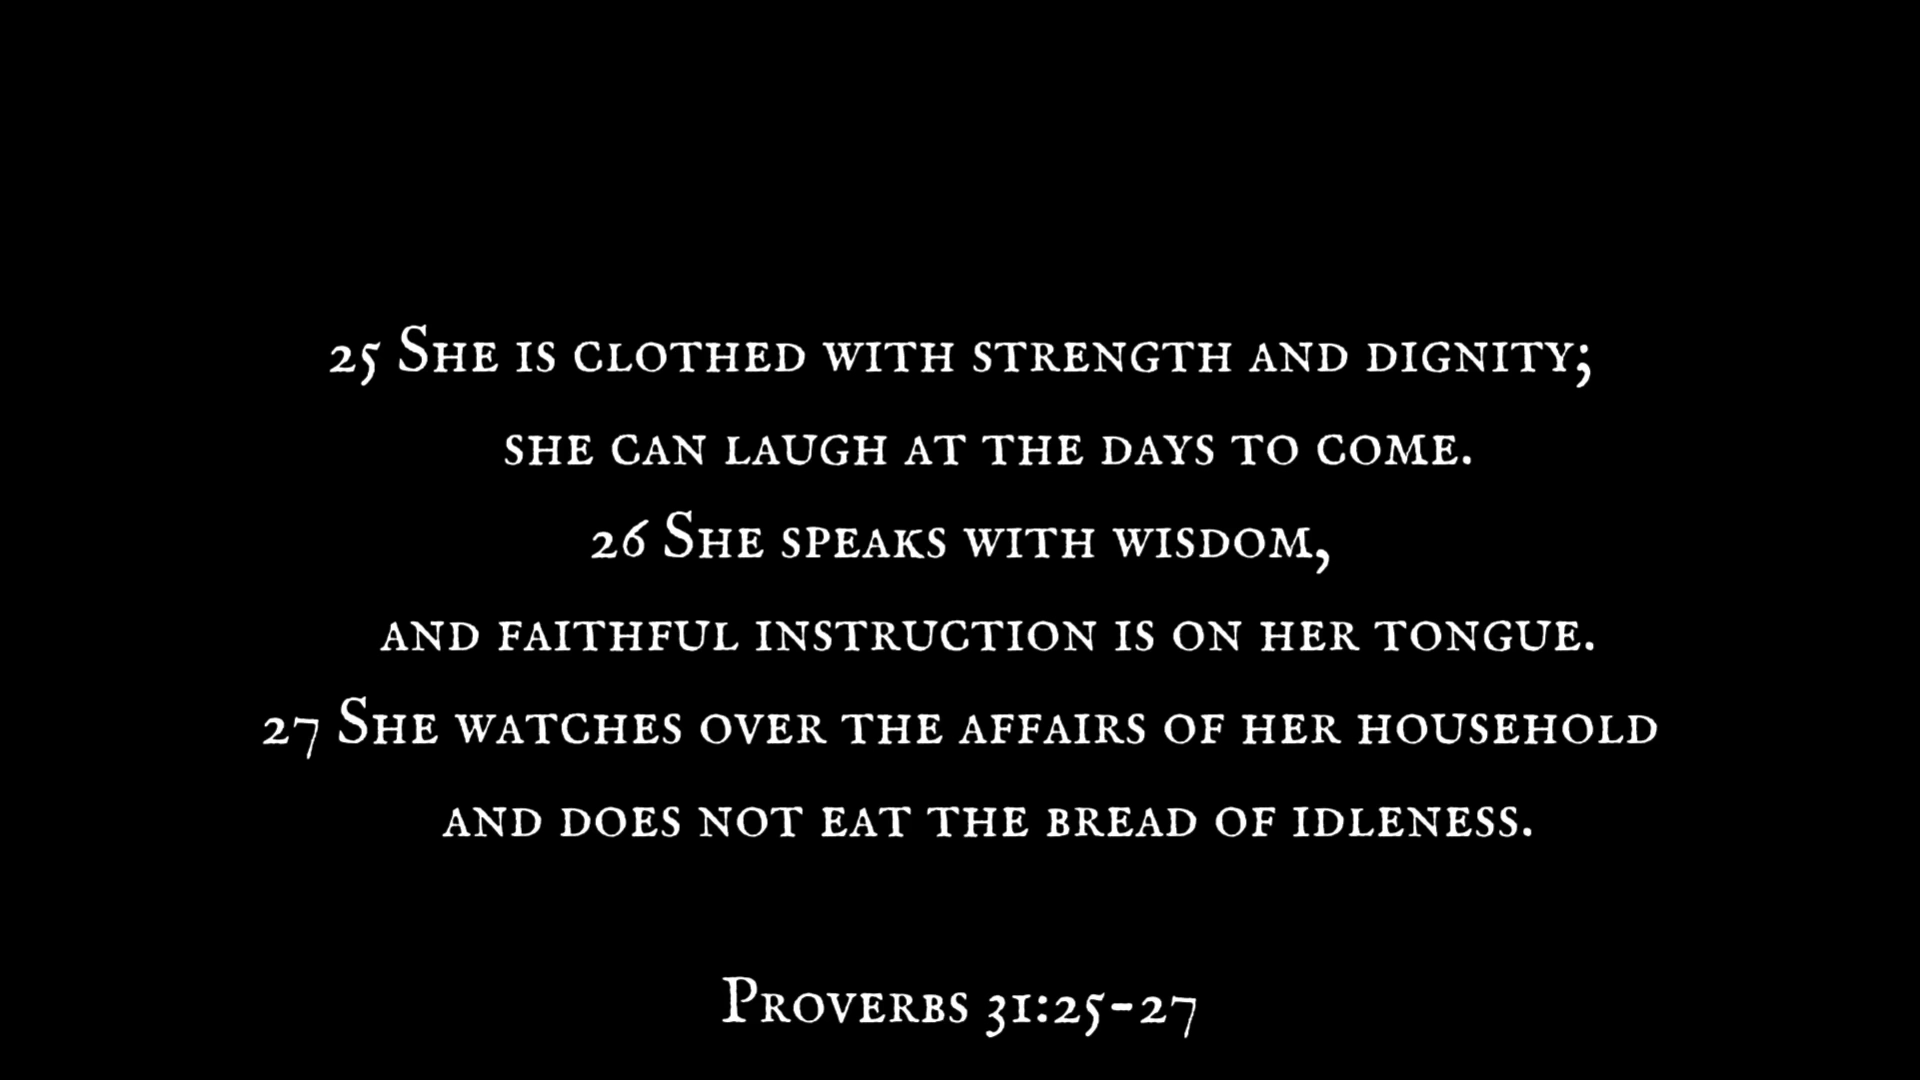 25 She is clothed with strength and dignity;
she can laugh at the days to come.
26 She speaks with wisdom,
and faithful instruction is on her tongue.
27 She watches over the affairs of her household
and does not eat the bread of idleness.
Proverbs 31:25-27